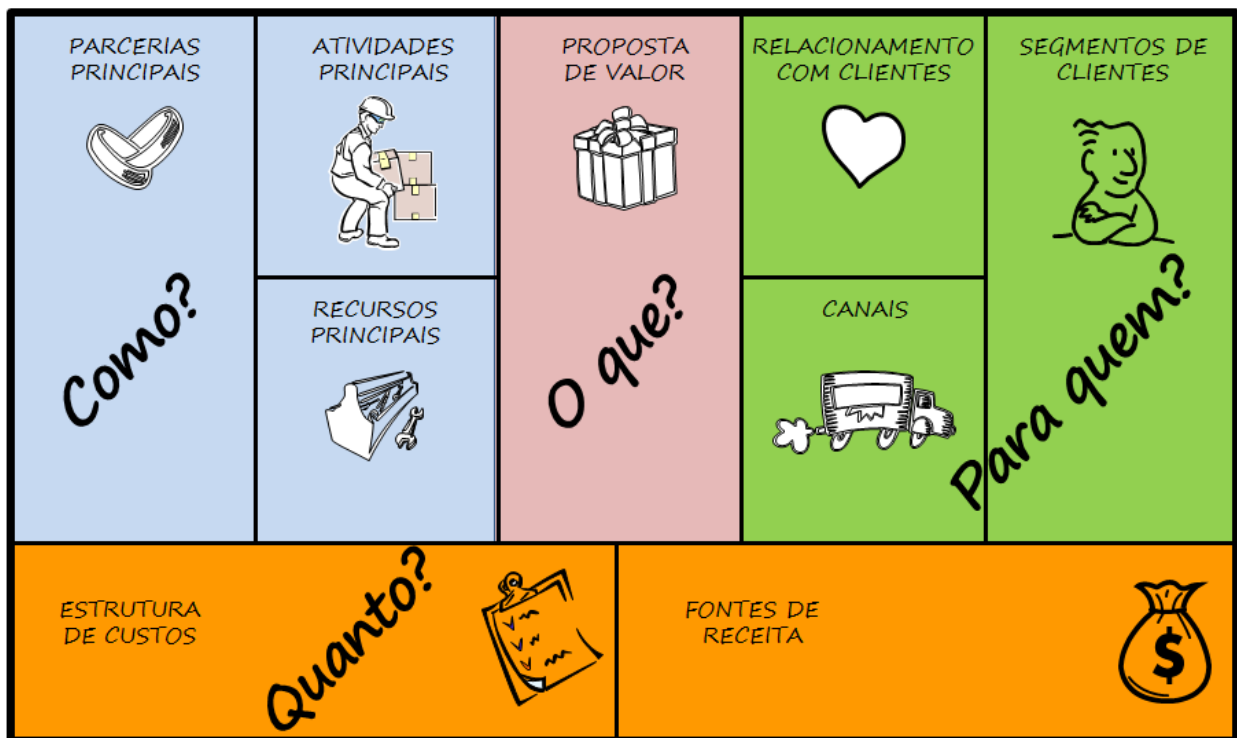 PARCERIAS
PRINCIPAIS
ATIVIDADES
PRINCIPAIS
PROPOSTA
DE VALOR
RELACIONAMENTO
COM CLIENTES
SEGMENTOS DE
CLIENTES
Como?
RECURSOS
PRINCIPAIS
O que?
CANAIS
Para quem?
ESTRUTURA
DE CUSTOS
Quanto?
FONTES DE
RECEITA
$